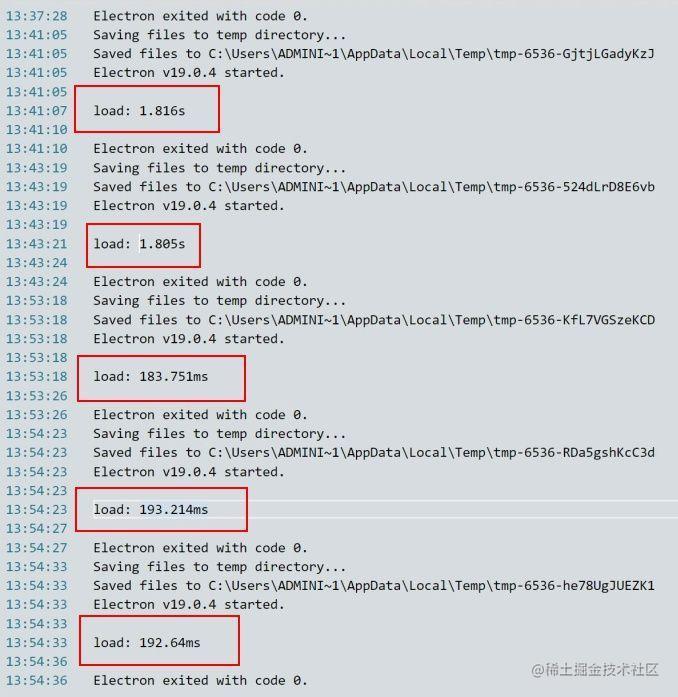 13:37:28 Electron exited with code 0.
13:41:05 Saving files to temp directory...
13:41:05 Saved files to C:\Users\ADMINI~1\AppData\Local\Temp\tmp-6536-GjtjLGadyKzJ
13:41:05 Electron v19.0.4 started.
13:41:05
13:41:07 load: 1.816s
13:41:10
13:41:10 Electron exited with code 0.
13:43:19 Saving files to temp directory...
13:43:19 Saved files to C:\Users\ADMINI~1\AppData\Local\Temp\tmp-6536-524dLrD8E6vb
13:43:19 Electron v19.0.4 started.
13:43:19
13:43:21 load: 1.805s
13:43:24
13:43:24 Electron exited with code 0.
13:53:18 Saving files to temp directory...
13:53:18 Saved files to C:\Users\ADMINI~1\AppData\Local\Temp\tmp-6536-KfL7VGSzeKCD
13:53:18 Electron v19.0.4 started.
13:53:18
13:53:18 load: 183.751ms
13:53:26
13:53:26 Electron exited with code 0.
13:54:23 Saving files to temp directory...
13:54:23 Saved files to C:\Users\ADMINI~1\AppData\Local\Temp\tmp-6536-RDa5gshKcC3d
13:54:23 Electron v19.0.4 started.
13:54:23
13:54:23 load: 193.214ms
13:54:27
13:54:27 Electron exited with code 0.
13:54:33 Saving files to temp directory...
13:54:33 Saved files to C:\Users\ADMINI~1\AppData\Local\Temp\tmp-6536-he78UgJUEZK1
13:54:33 Electron v19.0.4 started.
13:54:33
13:54:33 load: 192.64ms
13:54:36
13:54:36 Electron exited with code 0.
@稀土掘金技术社区